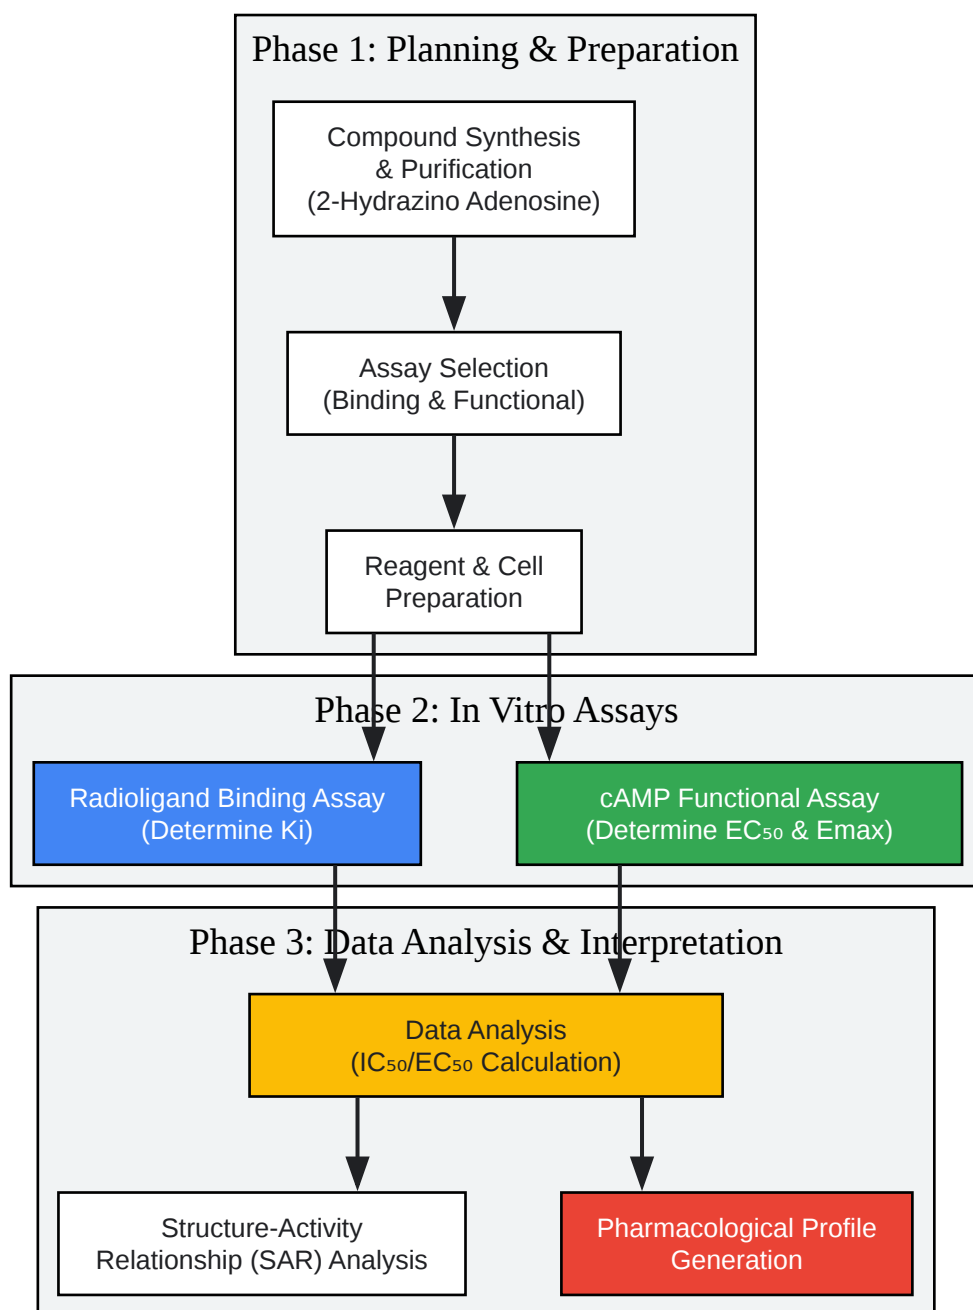 Phase 1: Planning & Preparation
Compound Synthesis
& Purification
(2-Hydrazino Adenosine)
Assay Selection
(Binding & Functional)
Reagent & Cell
Preparation
Phase 2: In Vitro Assays
Radioligand Binding Assay
(Determine Ki)
cAMP Functional Assay
(Determine EC₅₀ & Emax)
Phase 3: Data Analysis & Interpretation
Data Analysis
(IC₅₀/EC₅₀ Calculation)
Structure-Activity
Relationship (SAR) Analysis
Pharmacological Profile
Generation